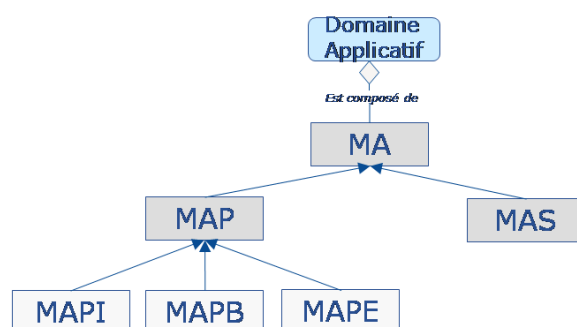 Domaine
Applicatif
Est composé de
MA
MAP
MAS
MAPI
MAPB
MAPE